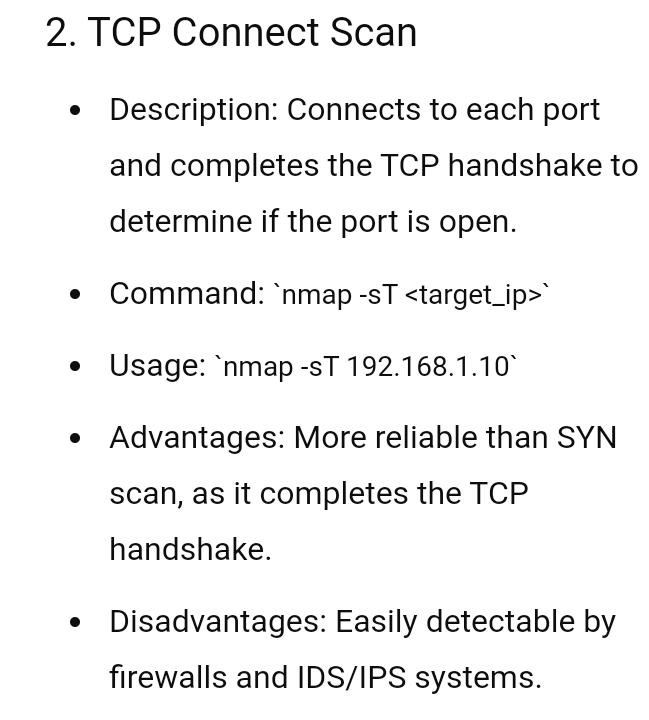 2. TCP Connect Scan
• Description: Connects to each port
and completes the TCP handshake to
determine if the port is open.
• Command: `nmap -sT <target_ip>`
• Usage: `nmap -sT 192.168.1.10`
• Advantages: More reliable than SYN
scan, as it completes the TCP
handshake.
• Disadvantages: Easily detectable by
firewalls and IDS/IPS systems.